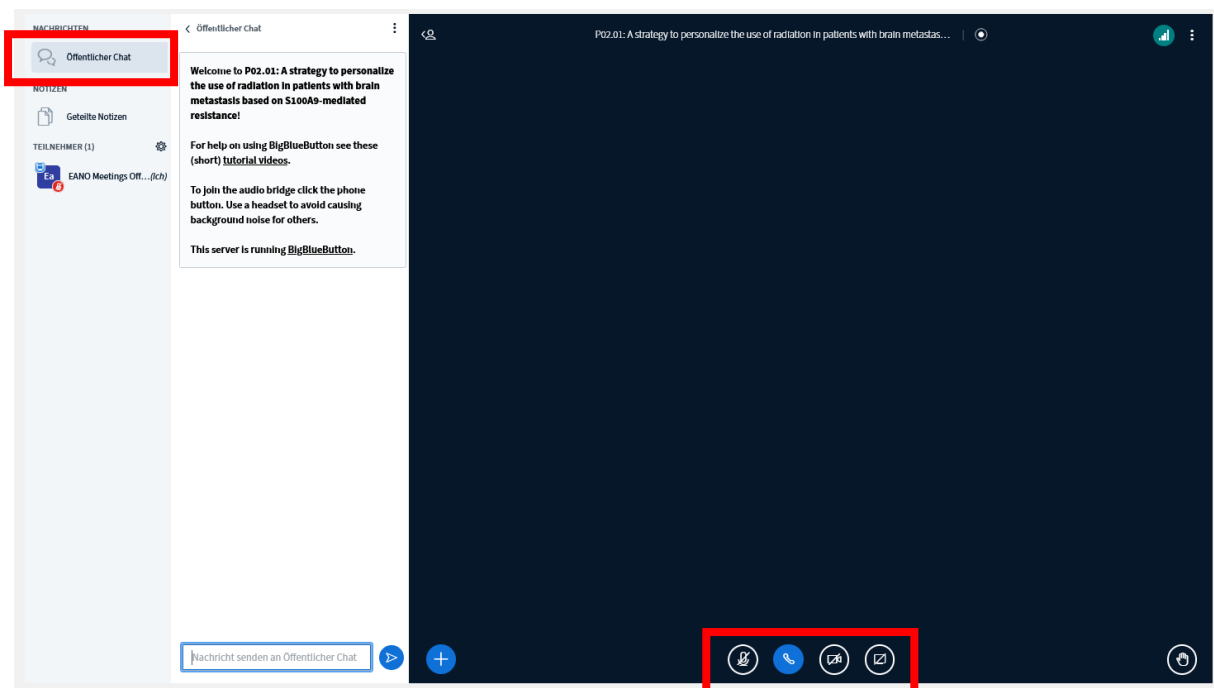 NACHRICHTEN
Öffentlicher Chat
NOTIZEN
Geteilte Notizen
TEILNEHMER (1)
Ea
EANO Meetings Off...(Ich)
Öffentlicher Chat
Welcome to P02.01: A strategy to personalize
the use of radiation in patients with brain
metastasis based on S100A9-mediated
resistance!
For help on using BigBlueButton see these
(short) tutorial videos.
To join the audio bridge click the phone
button. Use a headset to avoid causing
background noise for others.
This server is running BigBlueButton.
Nachricht senden an Öffentlicher Chat
P02.01: A strategy to personalize the use of radiation in patients with brain metastas...